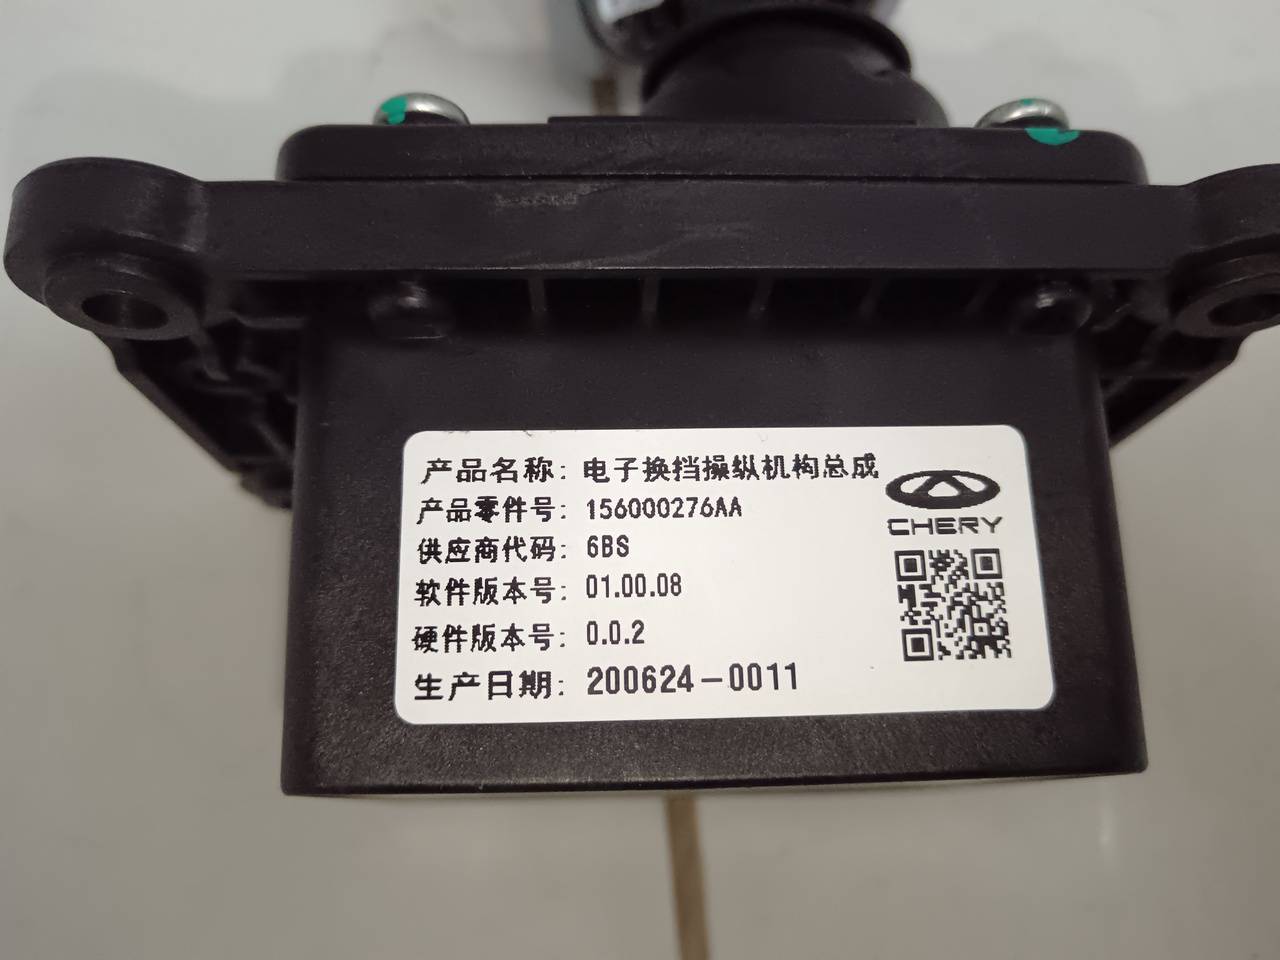 产品名称: 电子换挡操纵机构总成
产品零件号: 156000276AA
CHERY
供应商代码: 6BS
软件版本号: 01.00.08
硬件版本号: 0.0.2
生产日期: 200624-0011